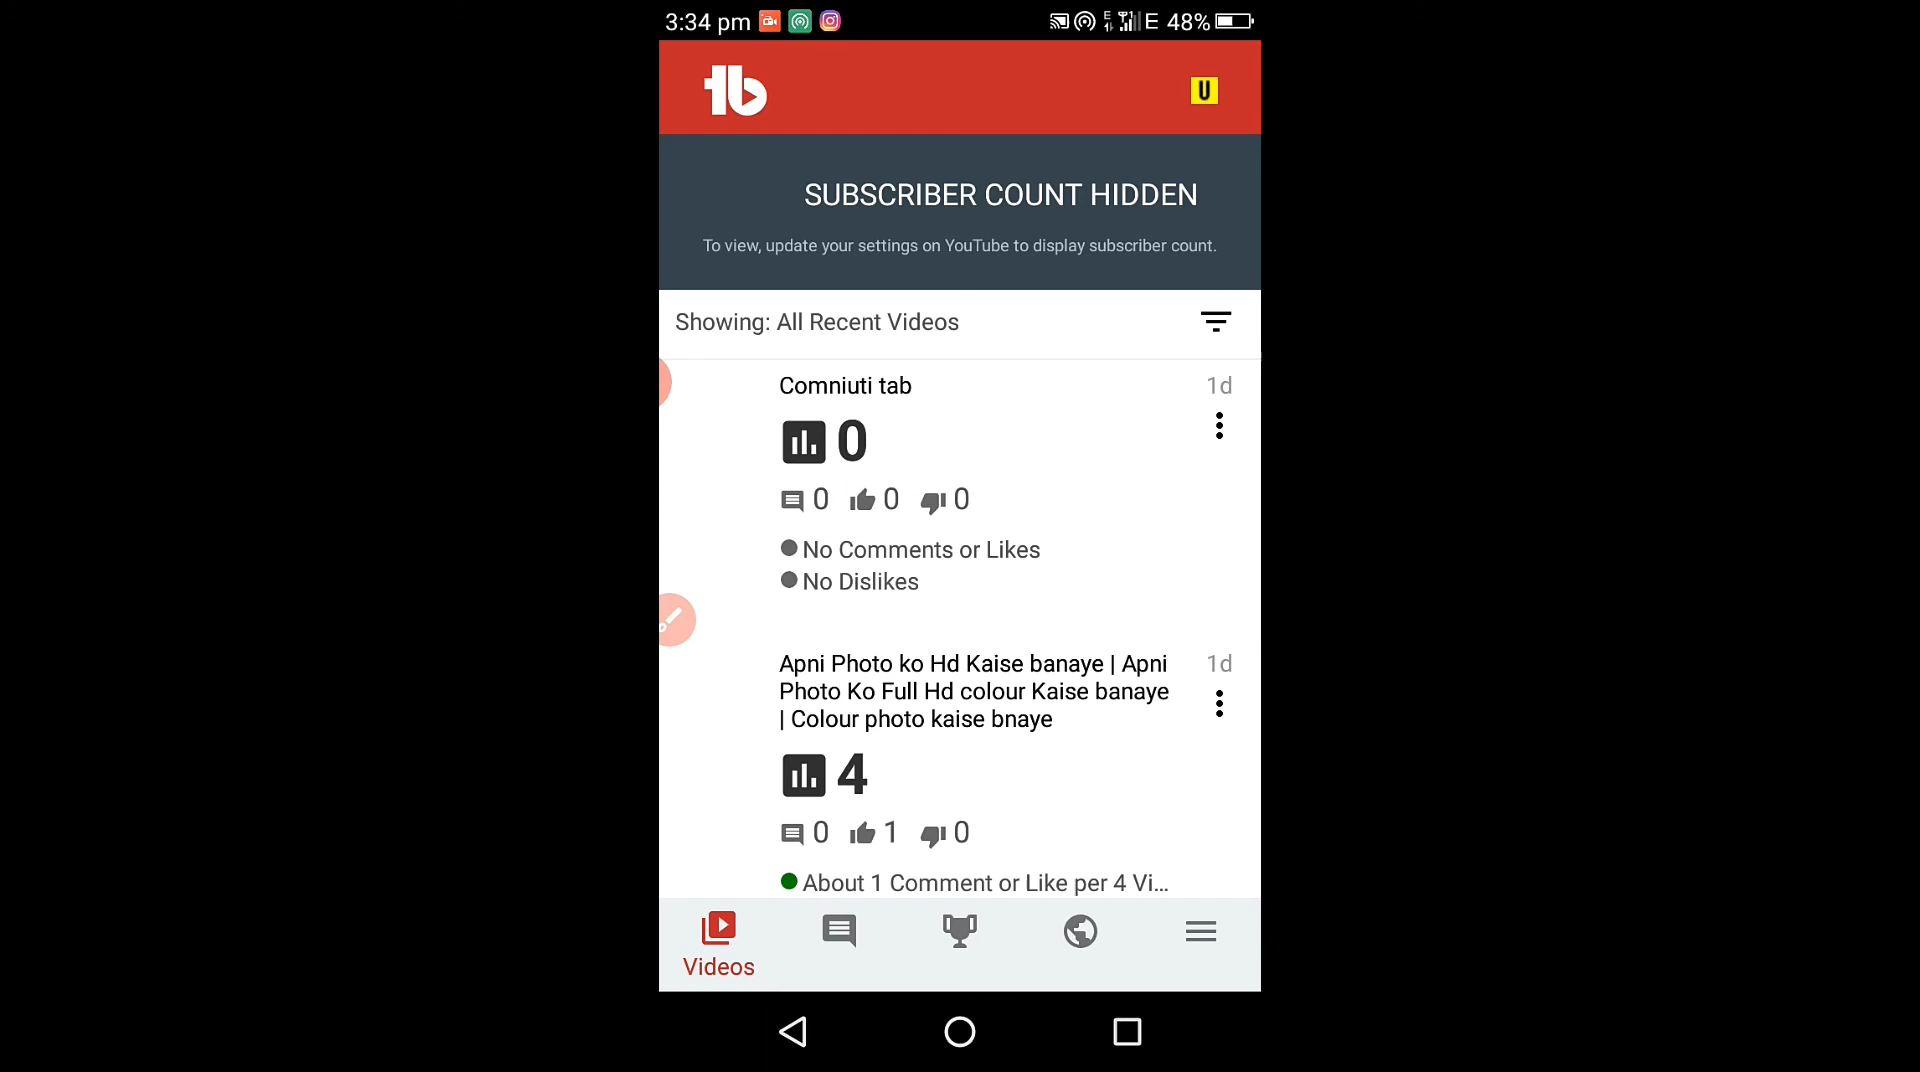 3:34 pm E E 48%
tb U
SUBSCRIBER COUNT HIDDEN
To view, update your settings on YouTube to display subscriber count.
Showing: All Recent Videos
Comniuti tab 1d
0
0 0 0
No Comments or Likes
No Dislikes
Apni Photo ko Hd Kaise banaye | Apni 1d
Photo Ko Full Hd colour Kaise banaye
| Colour photo kaise bnaye
4
0 1 0
About 1 Comment or Like per 4 Vi...
Videos